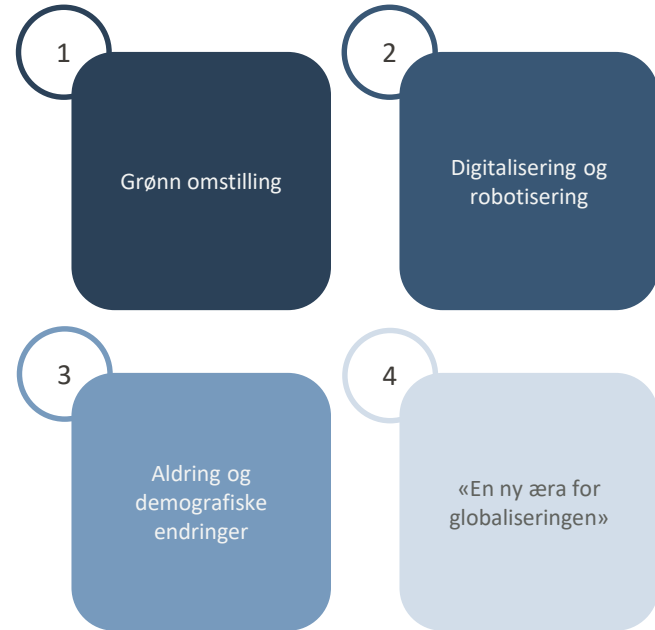 1
Grønn omstilling
2
Digitalisering og
robotisering
3
Aldring og
demografiske
endringer
4
«En ny æra for
globaliseringen»